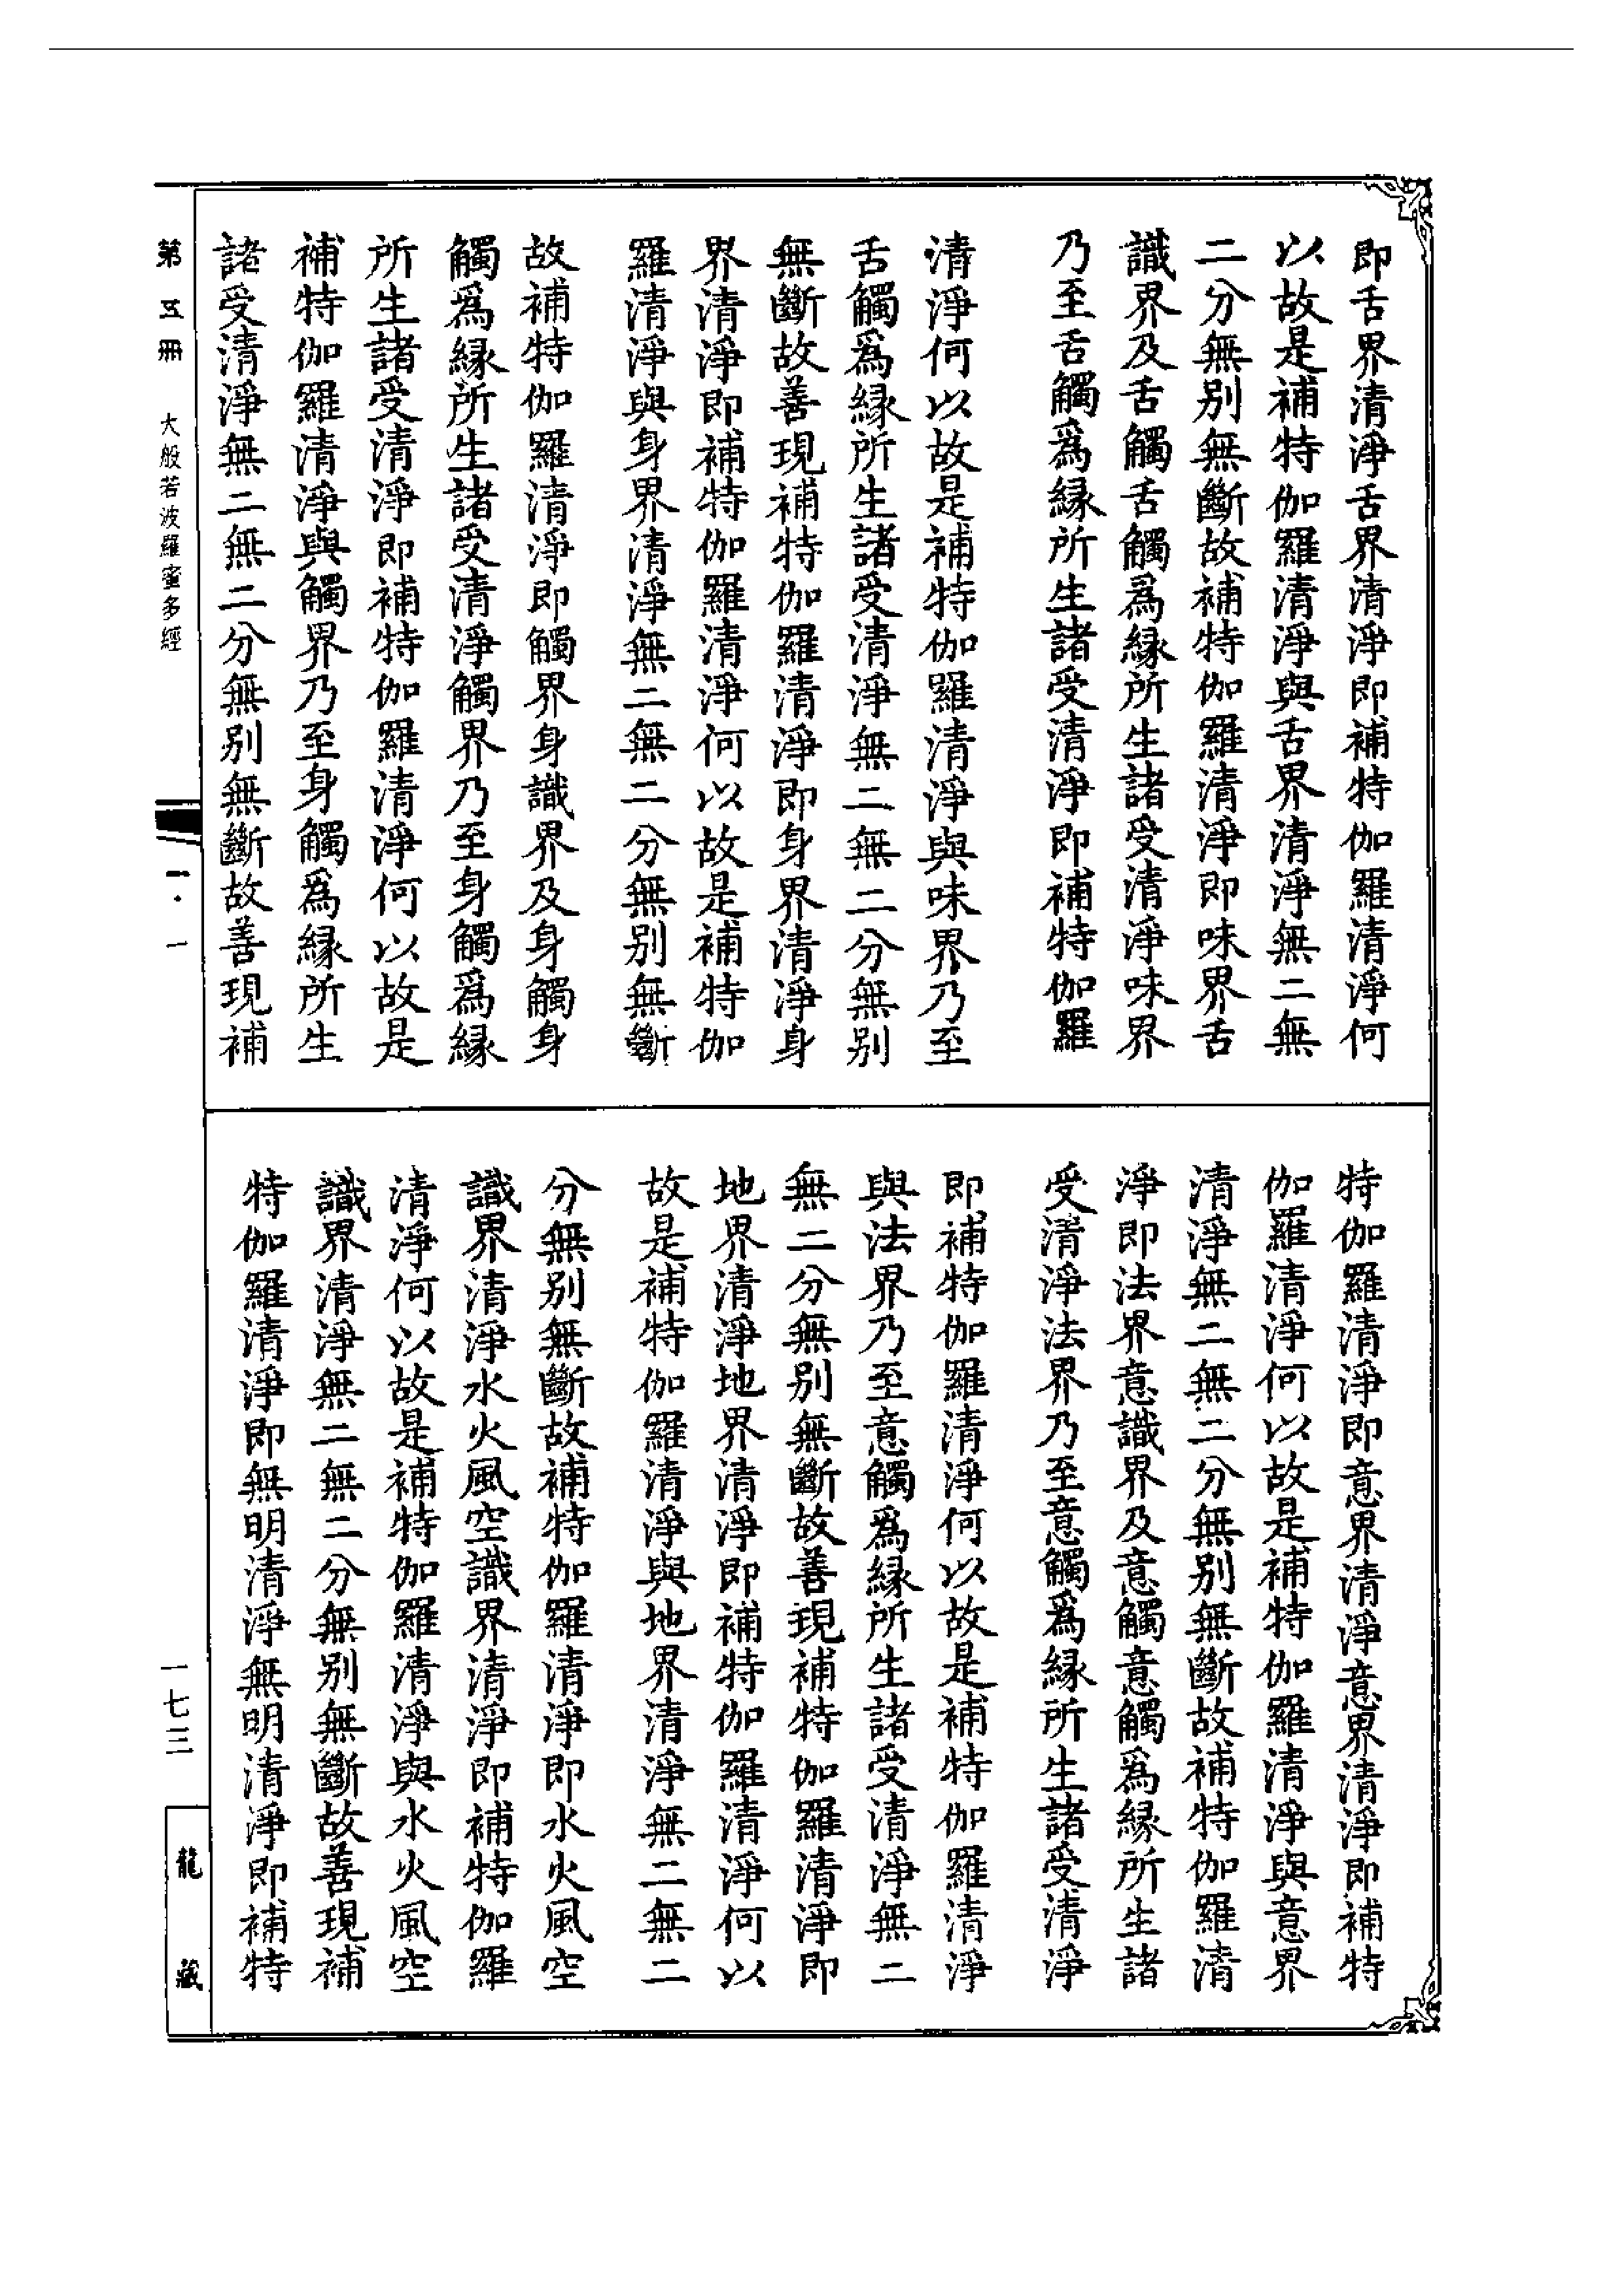 即舌界清淨舌界清淨即補特伽羅清淨何
以故是補特伽羅清淨與舌界清淨無二無
二分無别無斷故補特伽羅清淨即味界舌
識界及舌觸舌觸爲緣所生諸受清淨味界
乃至舌觸爲緣所生諸受清淨即補特伽羅
清淨何以故是補特伽羅清淨與味界乃至
舌觸爲緣所生諸受清淨無二無二分無别
無斷故善現補特伽羅清淨即身界清淨身
界清淨即補特伽羅清淨何以故是補特伽
羅清淨與身界清淨無二無二分無别無斷
故補特伽羅清淨即觸界身識界及身觸身
觸爲緣所生諸受清淨觸界乃至身觸爲緣
所生諸受清淨即補特伽羅清淨何以故是
補特伽羅清淨與觸界乃至身觸爲緣所生
諸受清淨無二無二分無别無斷故善現補
特伽羅清淨即意界清淨意界清淨即補特
伽羅清淨何以故是補特伽羅清淨與意界
清淨無二無二分無别無斷故補特伽羅清
淨即法界意識界及意觸意觸爲緣所生諸
受清淨法界乃至意觸爲緣所生諸受清淨
即補特伽羅清淨何以故是補特伽羅清淨
與法界乃至意觸爲緣所生諸受清淨無二
無二分無别無斷故善現補特伽羅清淨即
地界清淨地界清淨即補特伽羅清淨何以
故是補特伽羅清淨與地界清淨無二無二
分無别無斷故補特伽羅清淨即水火風空
識界清淨水火風空識界清淨即補特伽羅
清淨何以故是補特伽羅清淨與水火風空
識界清淨無二無二分無别無斷故善現補
特伽羅清淨即無明清淨無明清淨即補特
第五冊 大般若波羅蜜多經 一·一
一七三
龍藏